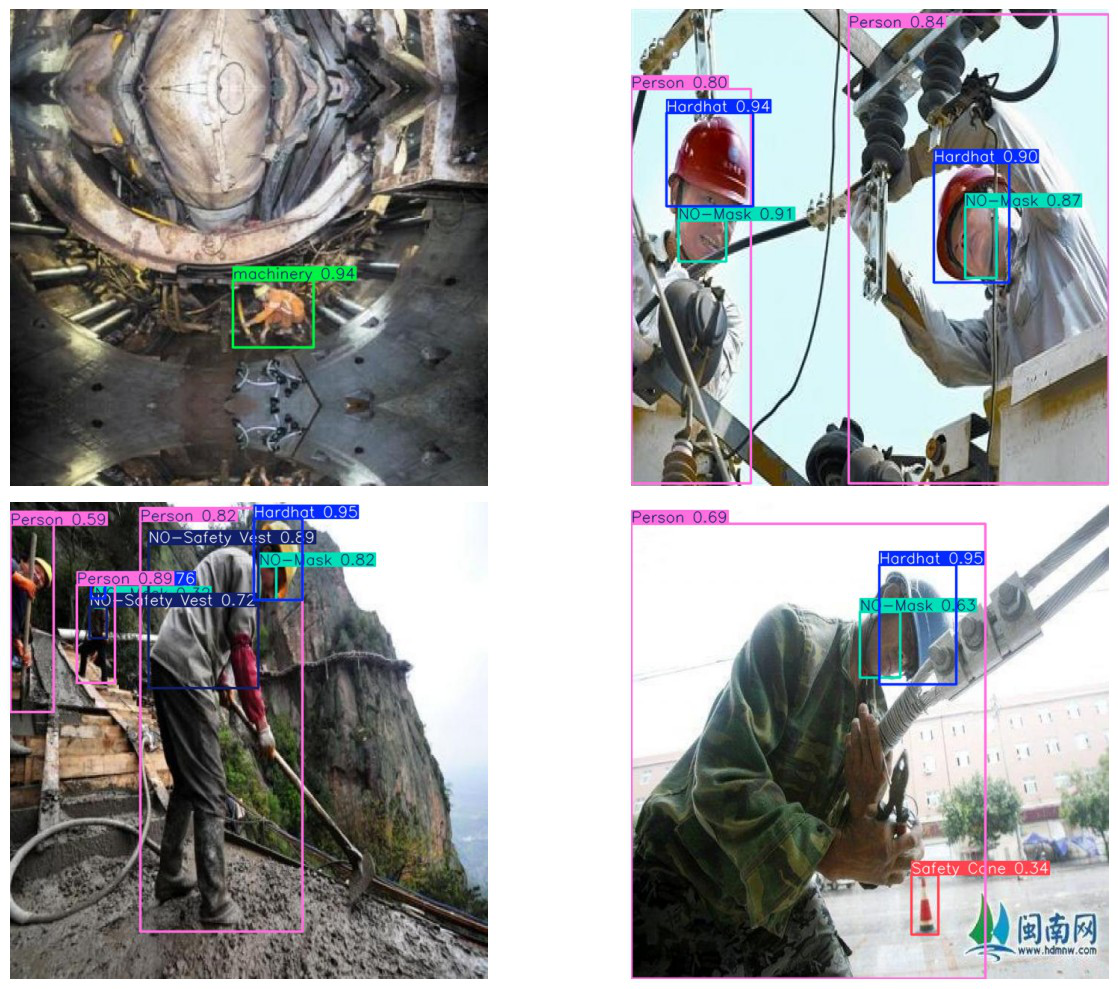 machinery 0.94
Person 0.84
Person 0.80
Hardhat 0.94
Hardhat 0.90
NO-Mask 0.91
NO-Mask 0.87
Person 0.59
Person 0.82
Hardhat 0.95
NO-Safety Vest 0.89
NO-Mask 0.82
Person 0.89
76
NO-Safety Vest 0.72
Person 0.69
Hardhat 0.95
NO-Mask 0.63
Safety Cone 0.34
闽南网
www.hdmnw.com